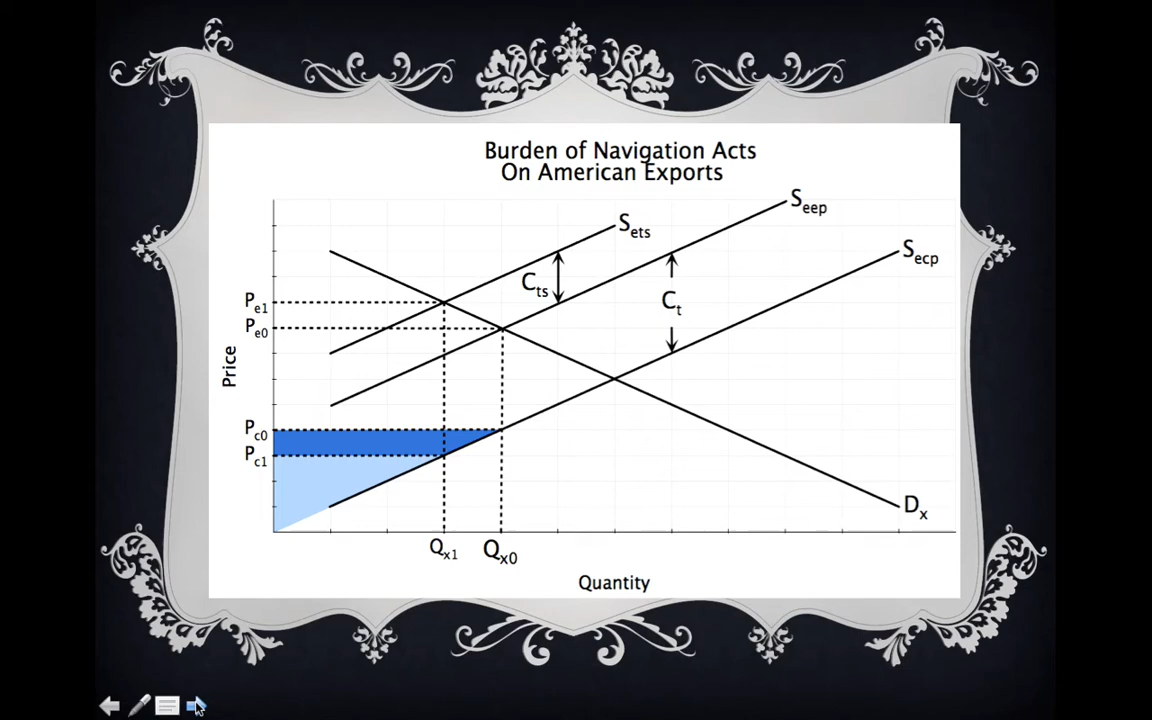 Burden of Navigation Acts
On American Exports
Seep
Sets
Secp
Cts
Ct
Pe1
Pe0
Price
Pc0
Pc1
Dx
Qx1
Qx0
Quantity